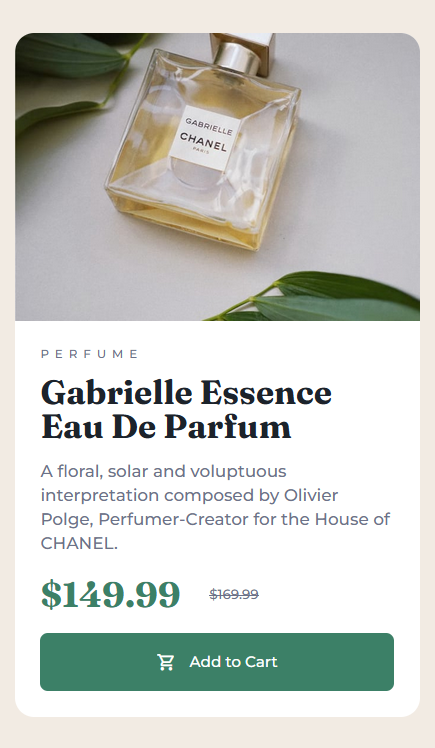 GABRIELLE
CHANEL
PARIS
PERFUME
Gabrielle Essence
Eau De Parfum
A floral, solar and voluptuous
interpretation composed by Olivier
Polge, Perfumer-Creator for the House of
CHANEL.
$149.99 $169.99
Add to Cart